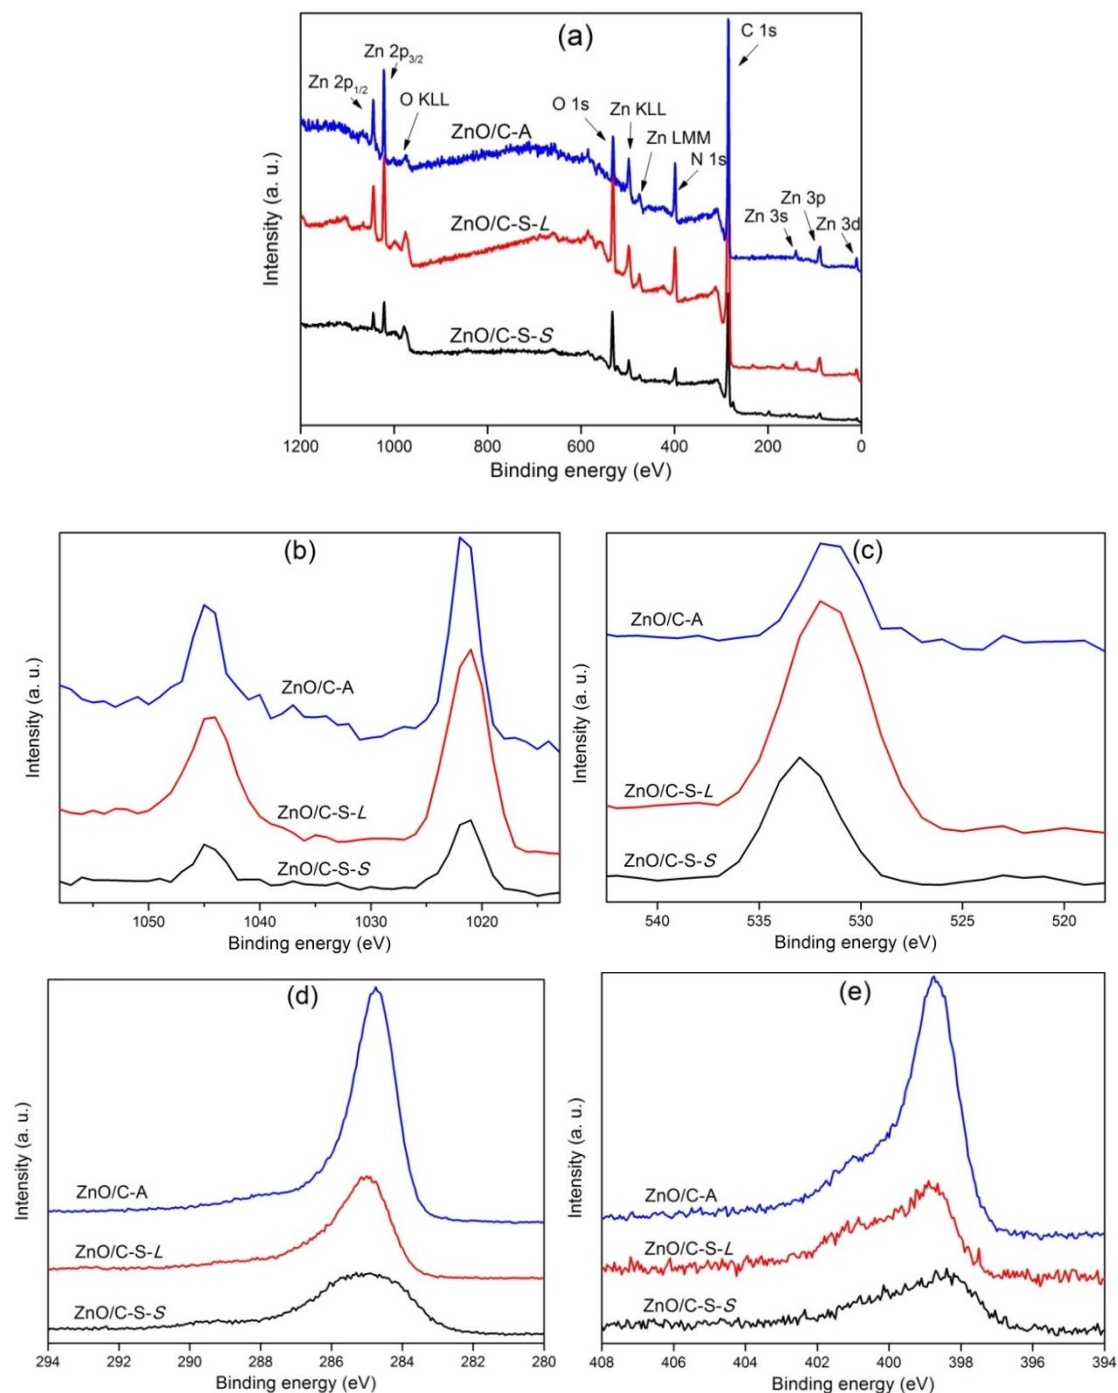 (a)
C 1s
Zn 2p3/2
Zn 2p1/2
O KLL
O 1s
Zn KLL
ZnO/C-A
Zn LMM
N 1s
Zn 3p
Zn 3s
Zn 3d
ZnO/C-S-L
ZnO/C-S-S
Intensity (a. u.)
1200 1000 800 600 400 200 0
Binding energy (eV)
(b)
ZnO/C-A
ZnO/C-S-L
ZnO/C-S-S
Intensity (a. u.)
1050 1040 1030 1020
Binding energy (eV)
(c)
ZnO/C-A
ZnO/C-S-L
ZnO/C-S-S
Intensity (a. u.)
540 535 530 525 520
Binding energy (eV)
(d)
ZnO/C-A
ZnO/C-S-L
ZnO/C-S-S
Intensity (a. u.)
294 292 290 288 286 284 282 280
Binding energy (eV)
(e)
ZnO/C-A
ZnO/C-S-L
ZnO/C-S-S
Intensity (a. u.)
408 406 404 402 400 398 396 394
Binding energy (eV)